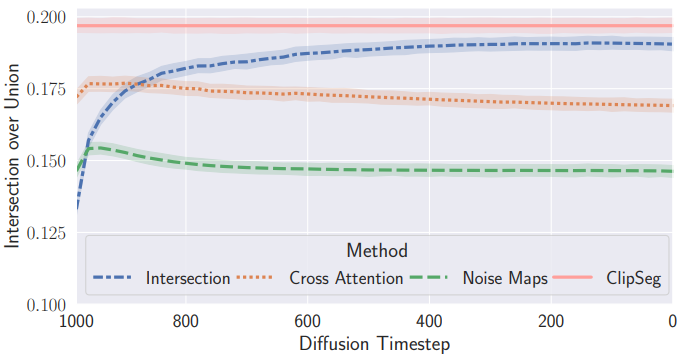 0.200
0.175
0.150
0.125
0.100
Intersection over Union
Method
Intersection Cross Attention Noise Maps ClipSeg
1000 800 600 400 200 0
Diffusion Timestep